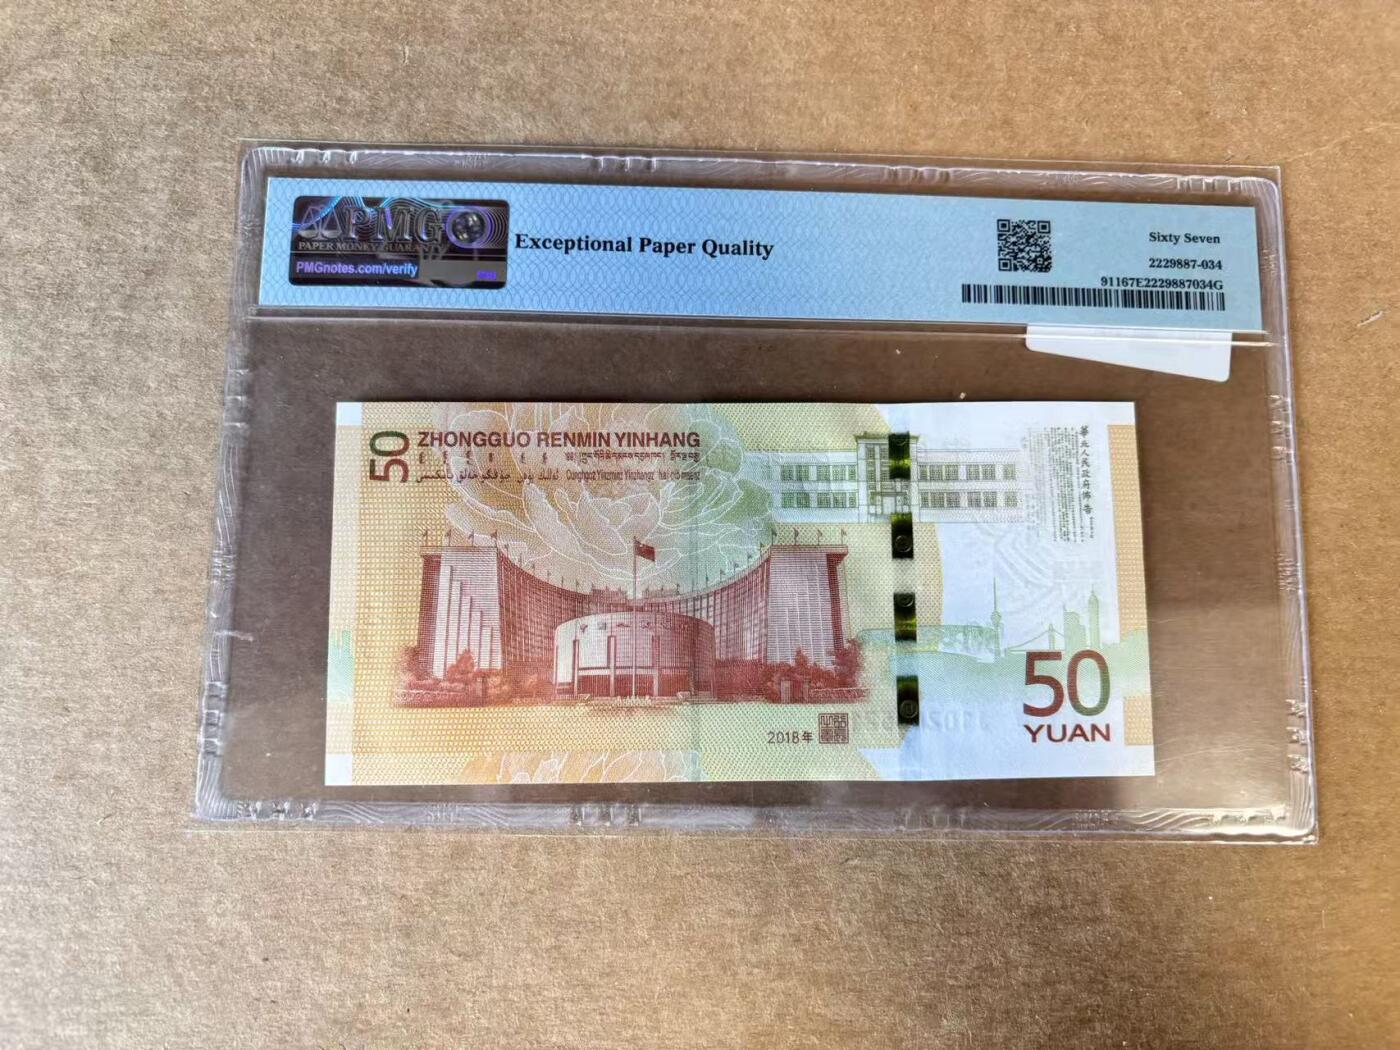 PMG
PAPER MONEY GUARANTY
PMGnotes.com/verify
Exceptional Paper Quality
Sixty Seven
2229887-034
91167E2229887034G
50
ZHONGGUO RENMIN YINHANG
華北人民政府佈告
2018年
50
YUAN